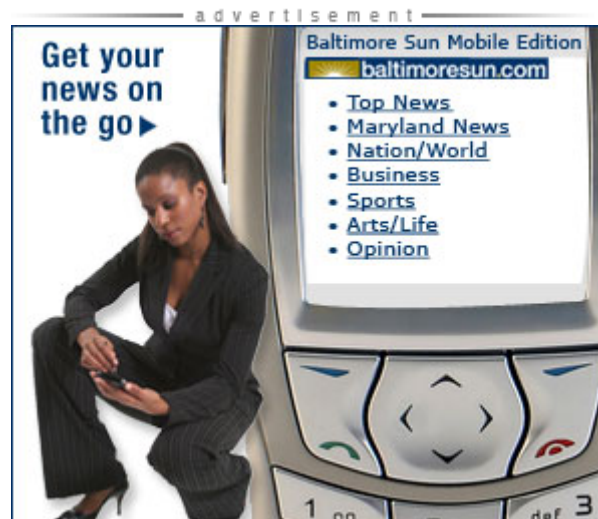 advertisement
Get your
news on
the go
Baltimore Sun Mobile Edition
baltimoresun.com
• Top News
• Maryland News
• Nation/World
• Business
• Sports
• Arts/Life
• Opinion
1
def 3